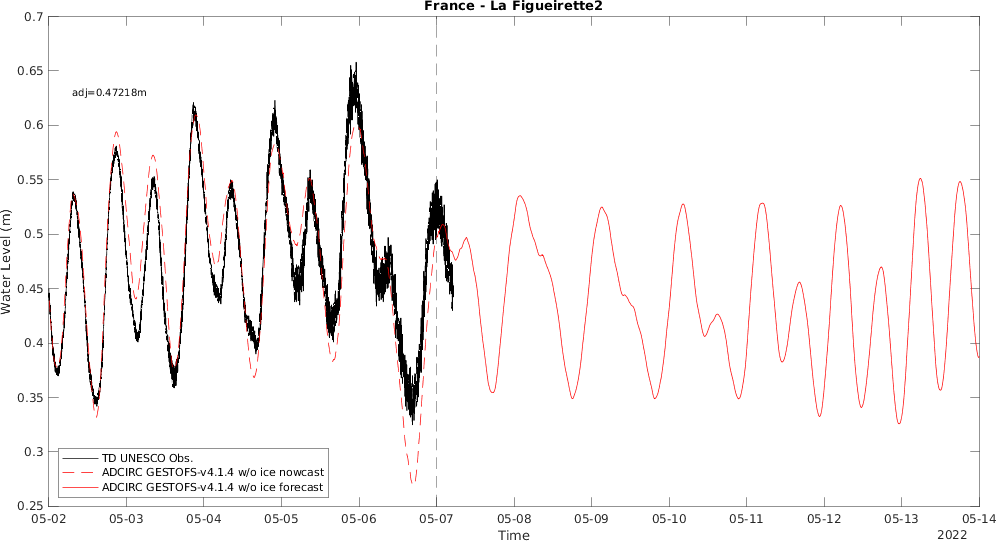 France - La Figueirette2
0.7
0.65
0.6
0.55
0.5
0.45
0.4
0.35
0.3
0.25
Water Level (m)
adj=0.47218m
TD UNESCO Obs.
ADCIRC GESTOFS-v4.1.4 w/o ice nowcast
ADCIRC GESTOFS-v4.1.4 w/o ice forecast
05-02 05-03 05-04 05-05 05-06 05-07 05-08 05-09 05-10 05-11 05-12 05-13 05-14
Time
2022